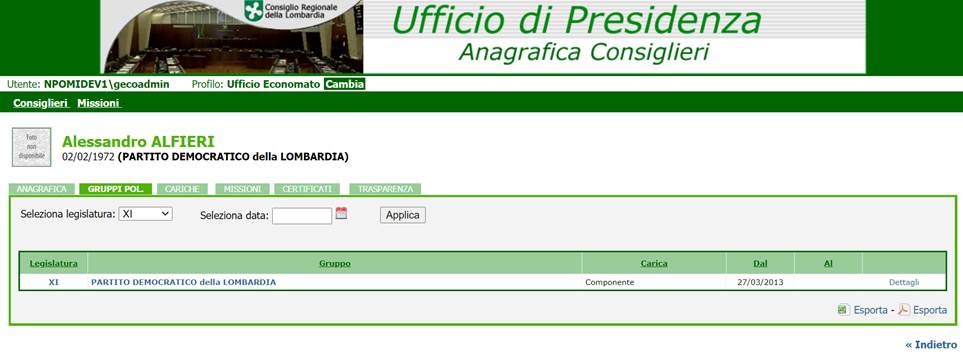 Consiglio Regionale
della Lombardia
Ufficio di Presidenza
Anagrafica Consiglieri
Utente: NPOMIDEV1\gecoadmin Profilo: Ufficio Economato Cambia
Consiglieri Missioni
Foto
non
disponibile
Alessandro ALFIERI
02/02/1972 (PARTITO DEMOCRATICO della LOMBARDIA)
ANAGRAFICA GRUPPI POL. CARICHE MISSIONI CERTIFICATI TRASPARENZA
Seleziona legislatura: XI Seleziona data: Applica
Legislatura Gruppo Carica Dal Al
XI PARTITO DEMOCRATICO della LOMBARDIA Componente 27/03/2013 Dettagli
Esporta - Esporta
« Indietro